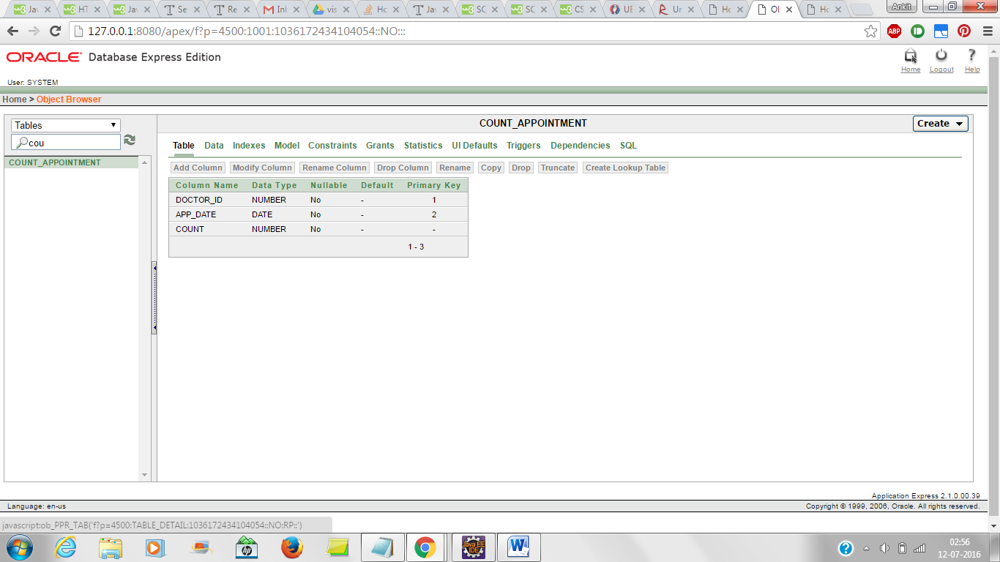 Jav HT Jav Se Re Inb vis Ho Jav SC SC CS UE Ur Ho Ob Ho Ankit
127.0.0.1:8080/apex/f?p=4500:1001:1036172434104054::NO:::
ABP
ORACLE Database Express Edition
Home Logout Help
User: SYSTEM
Home > Object Browser
Tables
cou
COUNT_APPOINTMENT
COUNT_APPOINTMENT
Create
Table Data Indexes Model Constraints Grants Statistics UI Defaults Triggers Dependencies SQL
Add Column Modify Column Rename Column Drop Column Rename Copy Drop Truncate Create Lookup Table
Column Name Data Type Nullable Default Primary Key
DOCTOR_ID NUMBER No - 1
APP_DATE DATE No - 2
COUNT NUMBER No - -
1 - 3
Application Express 2.1.0.00.39
Language: en-us
Copyright © 1999, 2006, Oracle. All rights reserved.
javascript:ob_PPR_TAB('f?p=4500:TABLE_DETAIL:1036172434104054::NO:RP::')
hp
Java EE
IDE
W
02:56
12-07-2016